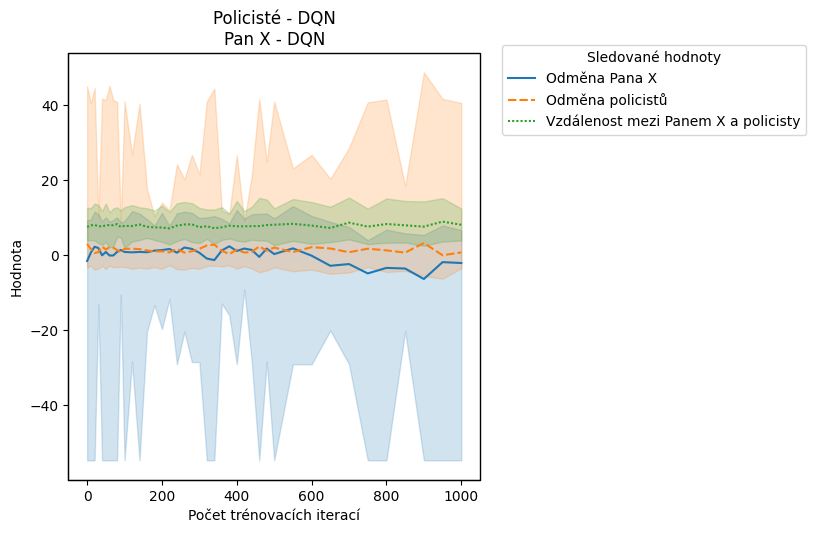 Policisté - DQN
Pan X - DQN
Sledované hodnoty
Odměna Pana X
Odměna policistů
Vzdálenost mezi Panem X a policisty
Hodnota
40
20
0
−20
−40
0 200 400 600 800 1000
Počet trénovacích iterací